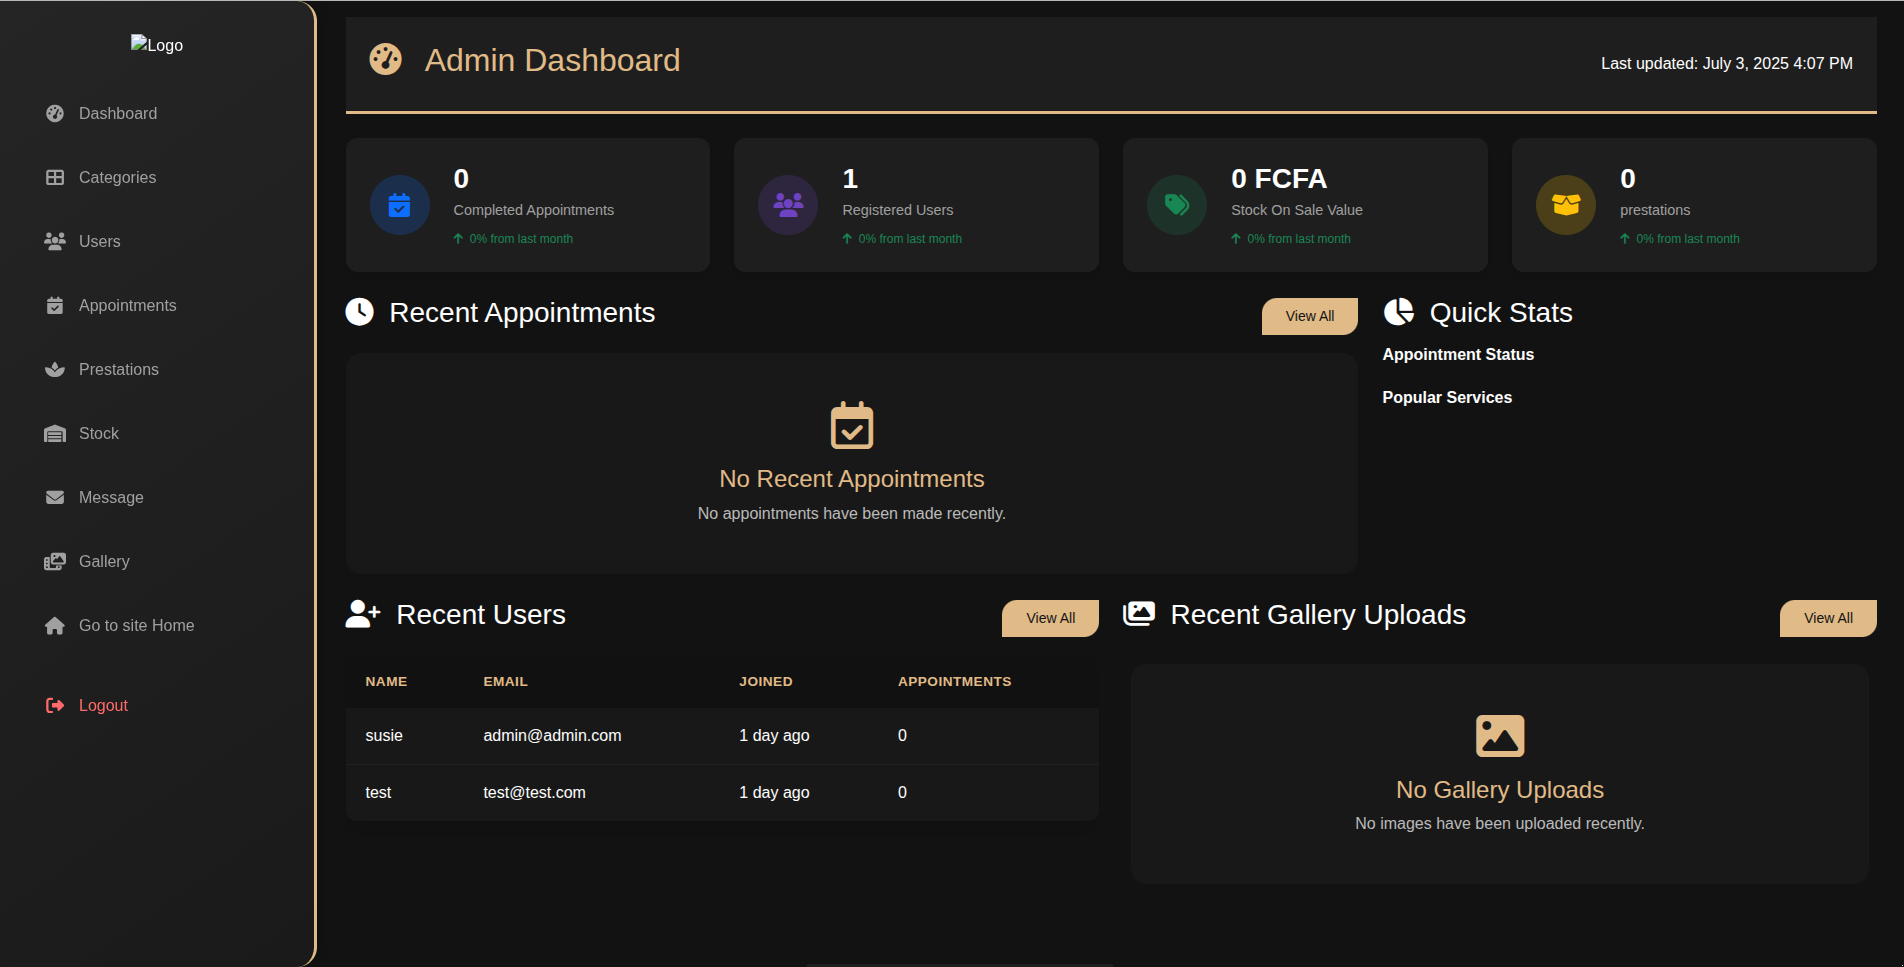 Logo
Dashboard
Categories
Users
Appointments
Prestations
Stock
Message
Gallery
Go to site Home
Logout
Admin Dashboard
Last updated: July 3, 2025 4:07 PM
0
Completed Appointments
0% from last month
1
Registered Users
0% from last month
0 FCFA
Stock On Sale Value
0% from last month
0
prestations
0% from last month
Recent Appointments
View All
No Recent Appointments
No appointments have been made recently.
Quick Stats
Appointment Status
Popular Services
Recent Users
View All
NAME EMAIL JOINED APPOINTMENTS
susie admin@admin.com 1 day ago 0
test test@test.com 1 day ago 0
Recent Gallery Uploads
View All
No Gallery Uploads
No images have been uploaded recently.